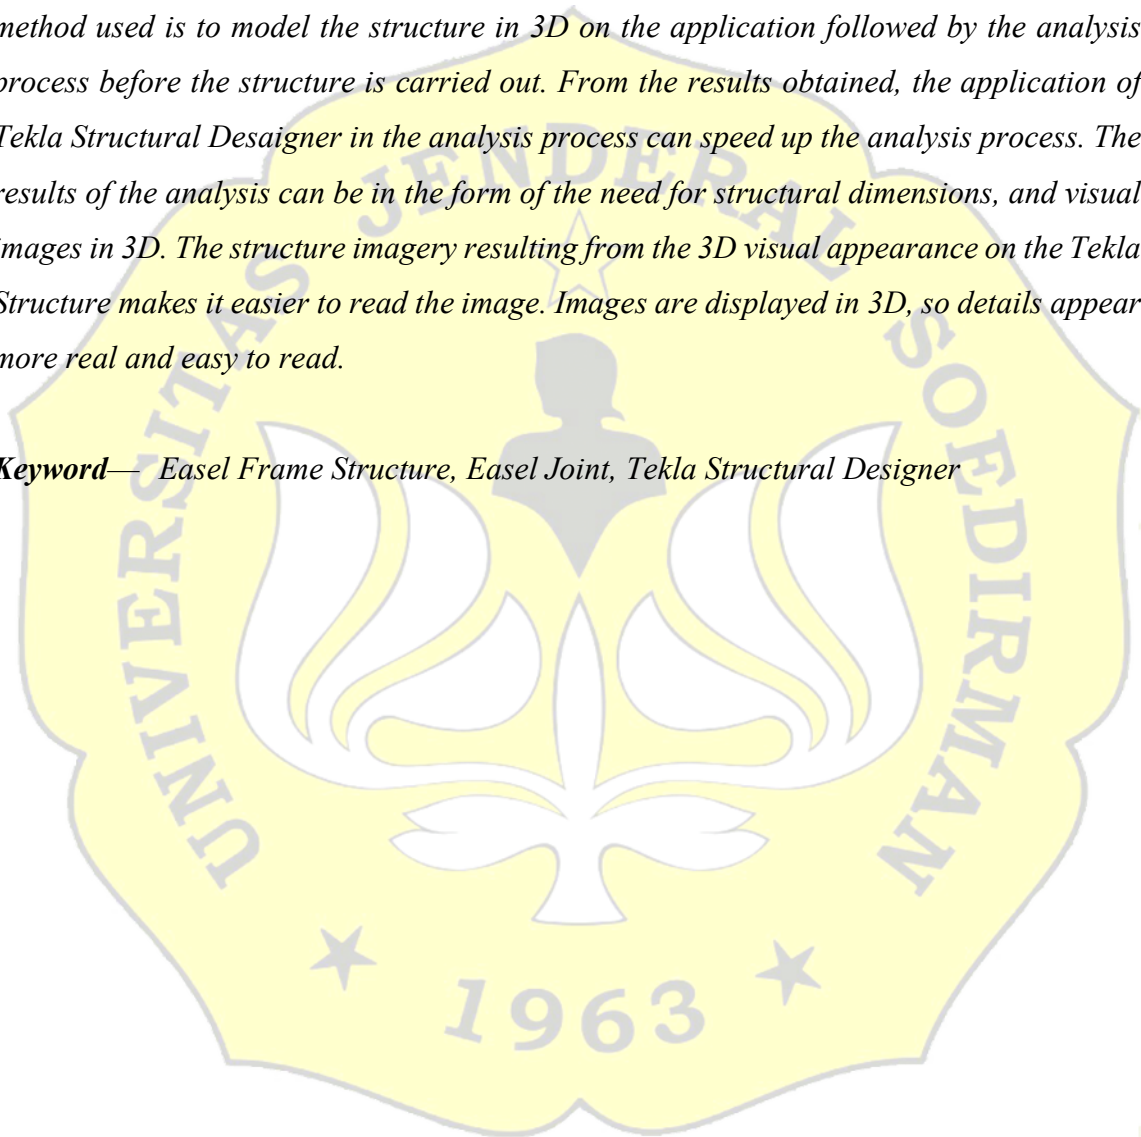 method used is to model the structure in 3D on the application followed by the analysis
process before the structure is carried out. From the results obtained, the application of
Tekla Structural Desaigner in the analysis process can speed up the analysis process. The
results of the analysis can be in the form of the need for structural dimensions, and visual
images in 3D. The structure imagery resulting from the 3D visual appearance on the Tekla
Structure makes it easier to read the image. Images are displayed in 3D, so details appear
more real and easy to read.
Keyword— Easel Frame Structure, Easel Joint, Tekla Structural Designer
UNIVERSITAS JENDERAL SOEDIRMAN
1963